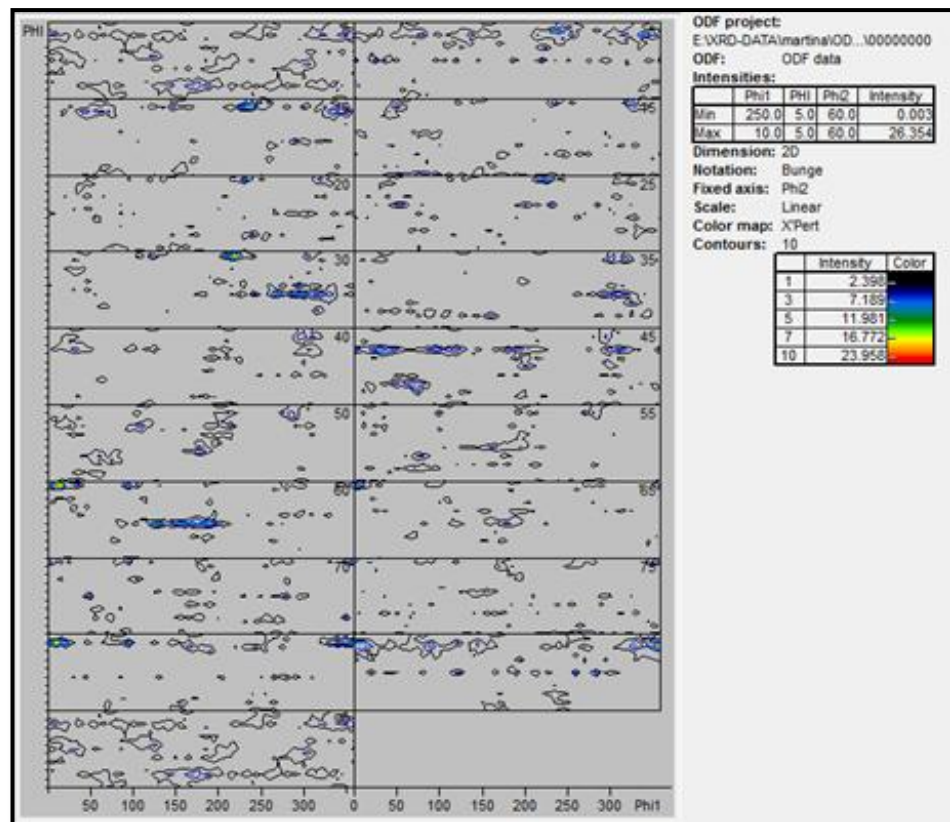 PHI
ODF project:
E:\XRD-DATA\martina\OD...\00000000
ODF: ODF data
Intensities:
Phi1 PHI Phi2 Intensity
Min 250.0 5.0 60.0 0.003
Max 10.0 5.0 60.0 26.354
Dimension: 2D
Notation: Bunge
Fixed axis: Phi2
Scale: Linear
Color map: X'Pert
Contours: 10
Intensity Color
1 2.398
3 7.189
5 11.981
7 16.772
10 23.958
20 25
30 35
40 45
50 55
60 65
70 75
50 100 150 200 250 300 0 50 100 150 200 250 300 Phi1